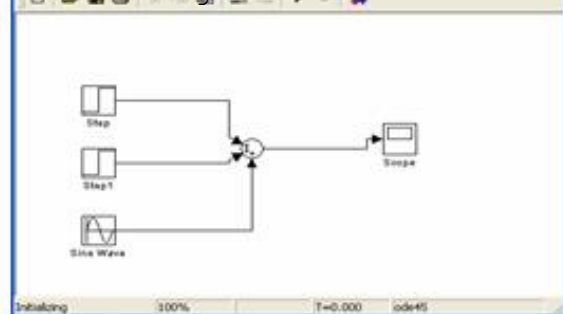 Step
Step1
Sine Wave
Scope
Initializing 100% T=0.000 ode45